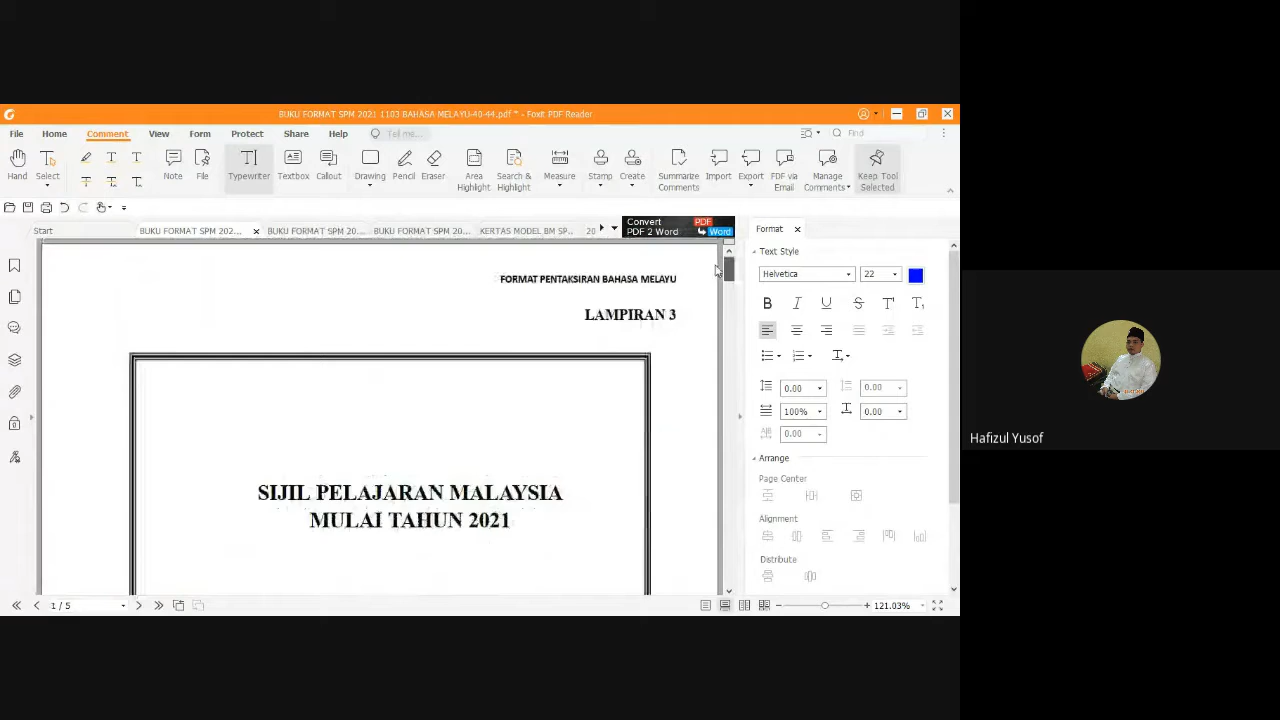 BUKU FORMAT SPM 2021 1103 BAHASA MELAYU-40-44.pdf * - Foxit PDF Reader
File Home Comment View Form Protect Share Help Tell me... Find
Hand Select Note File Typewriter Textbox Callout Drawing Pencil Eraser Area Highlight Search & Highlight Measure Stamp Create Summarize Comments Import Export FDF via Email Manage Comments Keep Tool Selected
Start BUKU FORMAT SPM 202... BUKU FORMAT SPM 20... BUKU FORMAT SPM 20... KERTAS MODEL BM SP... 20
Convert PDF
PDF 2 Word Word
Format
Text Style
Helvetica 22
0.00 0.00
100% 0.00
0.00
Arrange
Page Center
Alignment
Distribute
FORMAT PENTAKSIRAN BAHASA MELAYU
LAMPIRAN 3
SIJIL PELAJARAN MALAYSIA
MULAI TAHUN 2021
1 / 5
121.03%
Hafizul Yusof